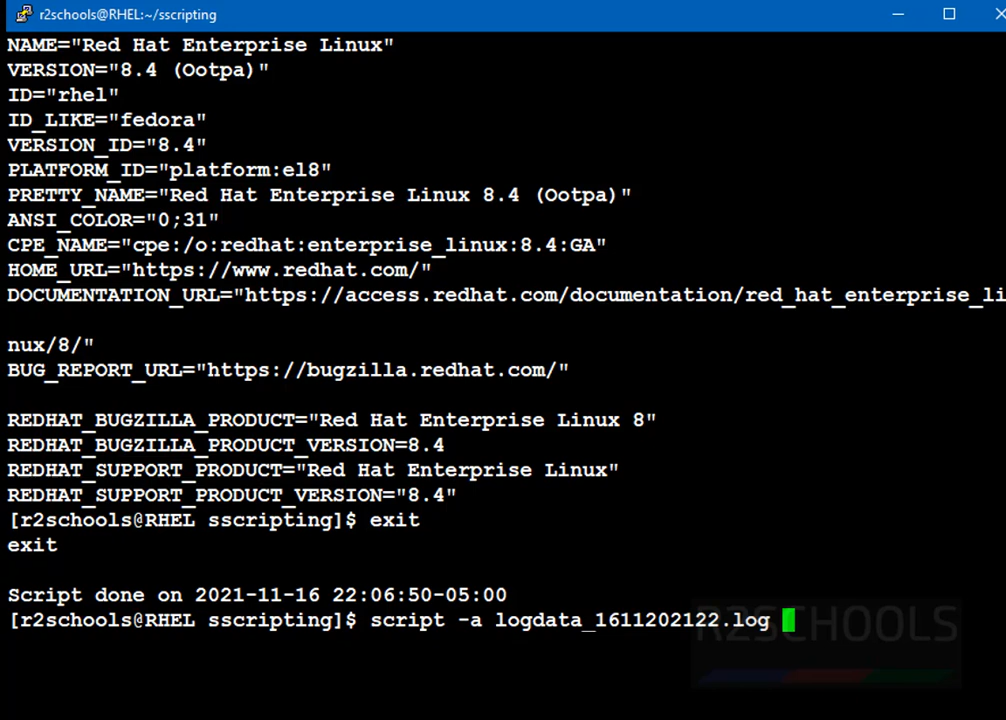 r2schools@RHEL:~/sscripting
NAME="Red Hat Enterprise Linux"
VERSION="8.4 (Ootpa)"
ID="rhel"
ID_LIKE="fedora"
VERSION_ID="8.4"
PLATFORM_ID="platform:el8"
PRETTY_NAME="Red Hat Enterprise Linux 8.4 (Ootpa)"
ANSI_COLOR="0;31"
CPE_NAME="cpe:/o:redhat:enterprise_linux:8.4:GA"
HOME_URL="https://www.redhat.com/"
DOCUMENTATION_URL="https://access.redhat.com/documentation/red_hat_enterprise_li
nux/8/"
BUG_REPORT_URL="https://bugzilla.redhat.com/"
REDHAT_BUGZILLA_PRODUCT="Red Hat Enterprise Linux 8"
REDHAT_BUGZILLA_PRODUCT_VERSION=8.4
REDHAT_SUPPORT_PRODUCT="Red Hat Enterprise Linux"
REDHAT_SUPPORT_PRODUCT_VERSION="8.4"
[r2schools@RHEL sscripting]$ exit
exit
Script done on 2021-11-16 22:06:50-05:00
[r2schools@RHEL sscripting]$ script -a logdata_1611202122.log
R2SCHOOLS